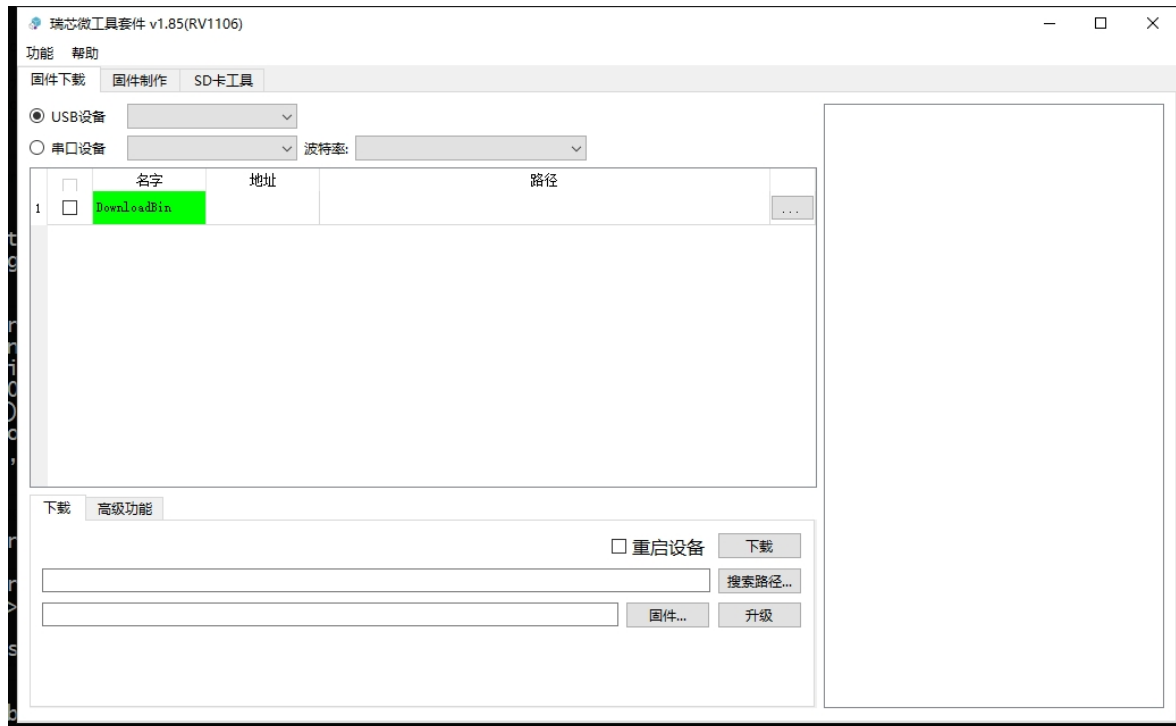 瑞芯微工具套件 v1.85(RV1106)
功能 帮助
固件下载 固件制作 SD卡工具
USB设备
串口设备 波特率:
名字 地址 路径
1 DownloadBin ...
下载 高级功能
重启设备 下载
搜索路径...
固件... 升级
t
g
r
n
i
O
)
o
,
r
r
>
s
b